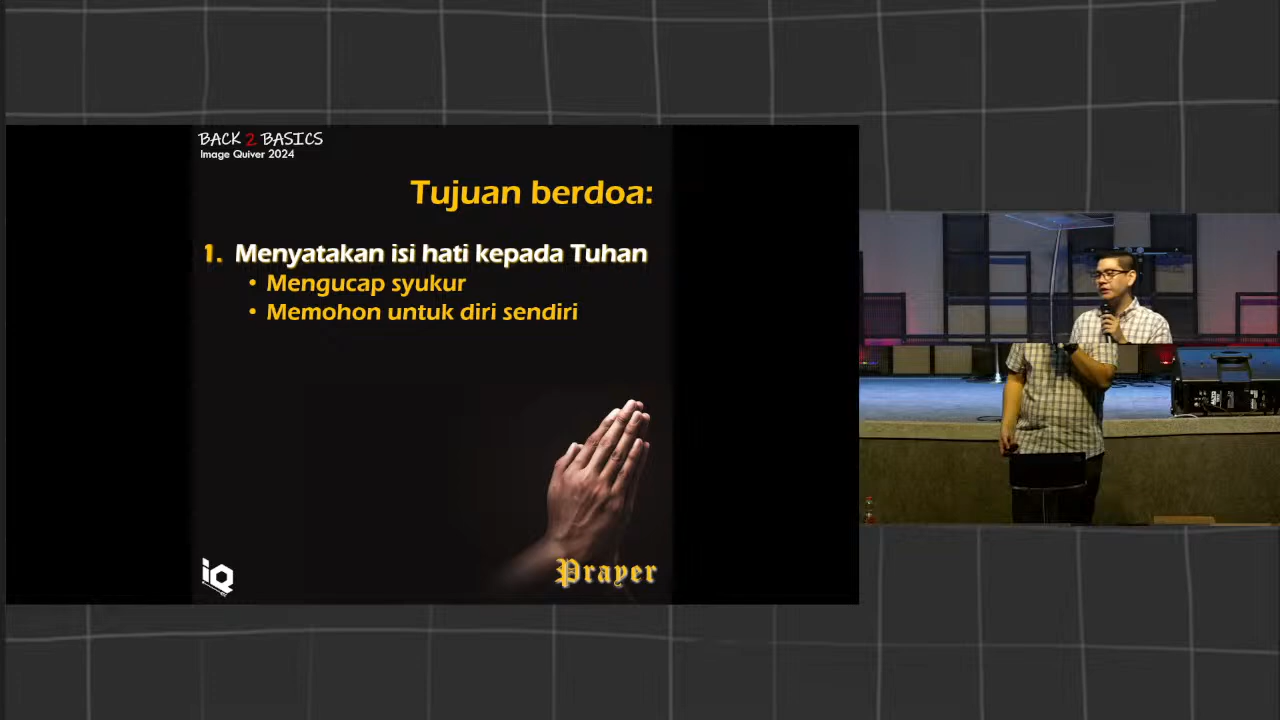 BACK 2 BASICS
Image Quiver 2024
Tujuan berdoa:
1. Menyatakan isi hati kepada Tuhan
• Mengucap syukur
• Memohon untuk diri sendiri
iQ
Prayer